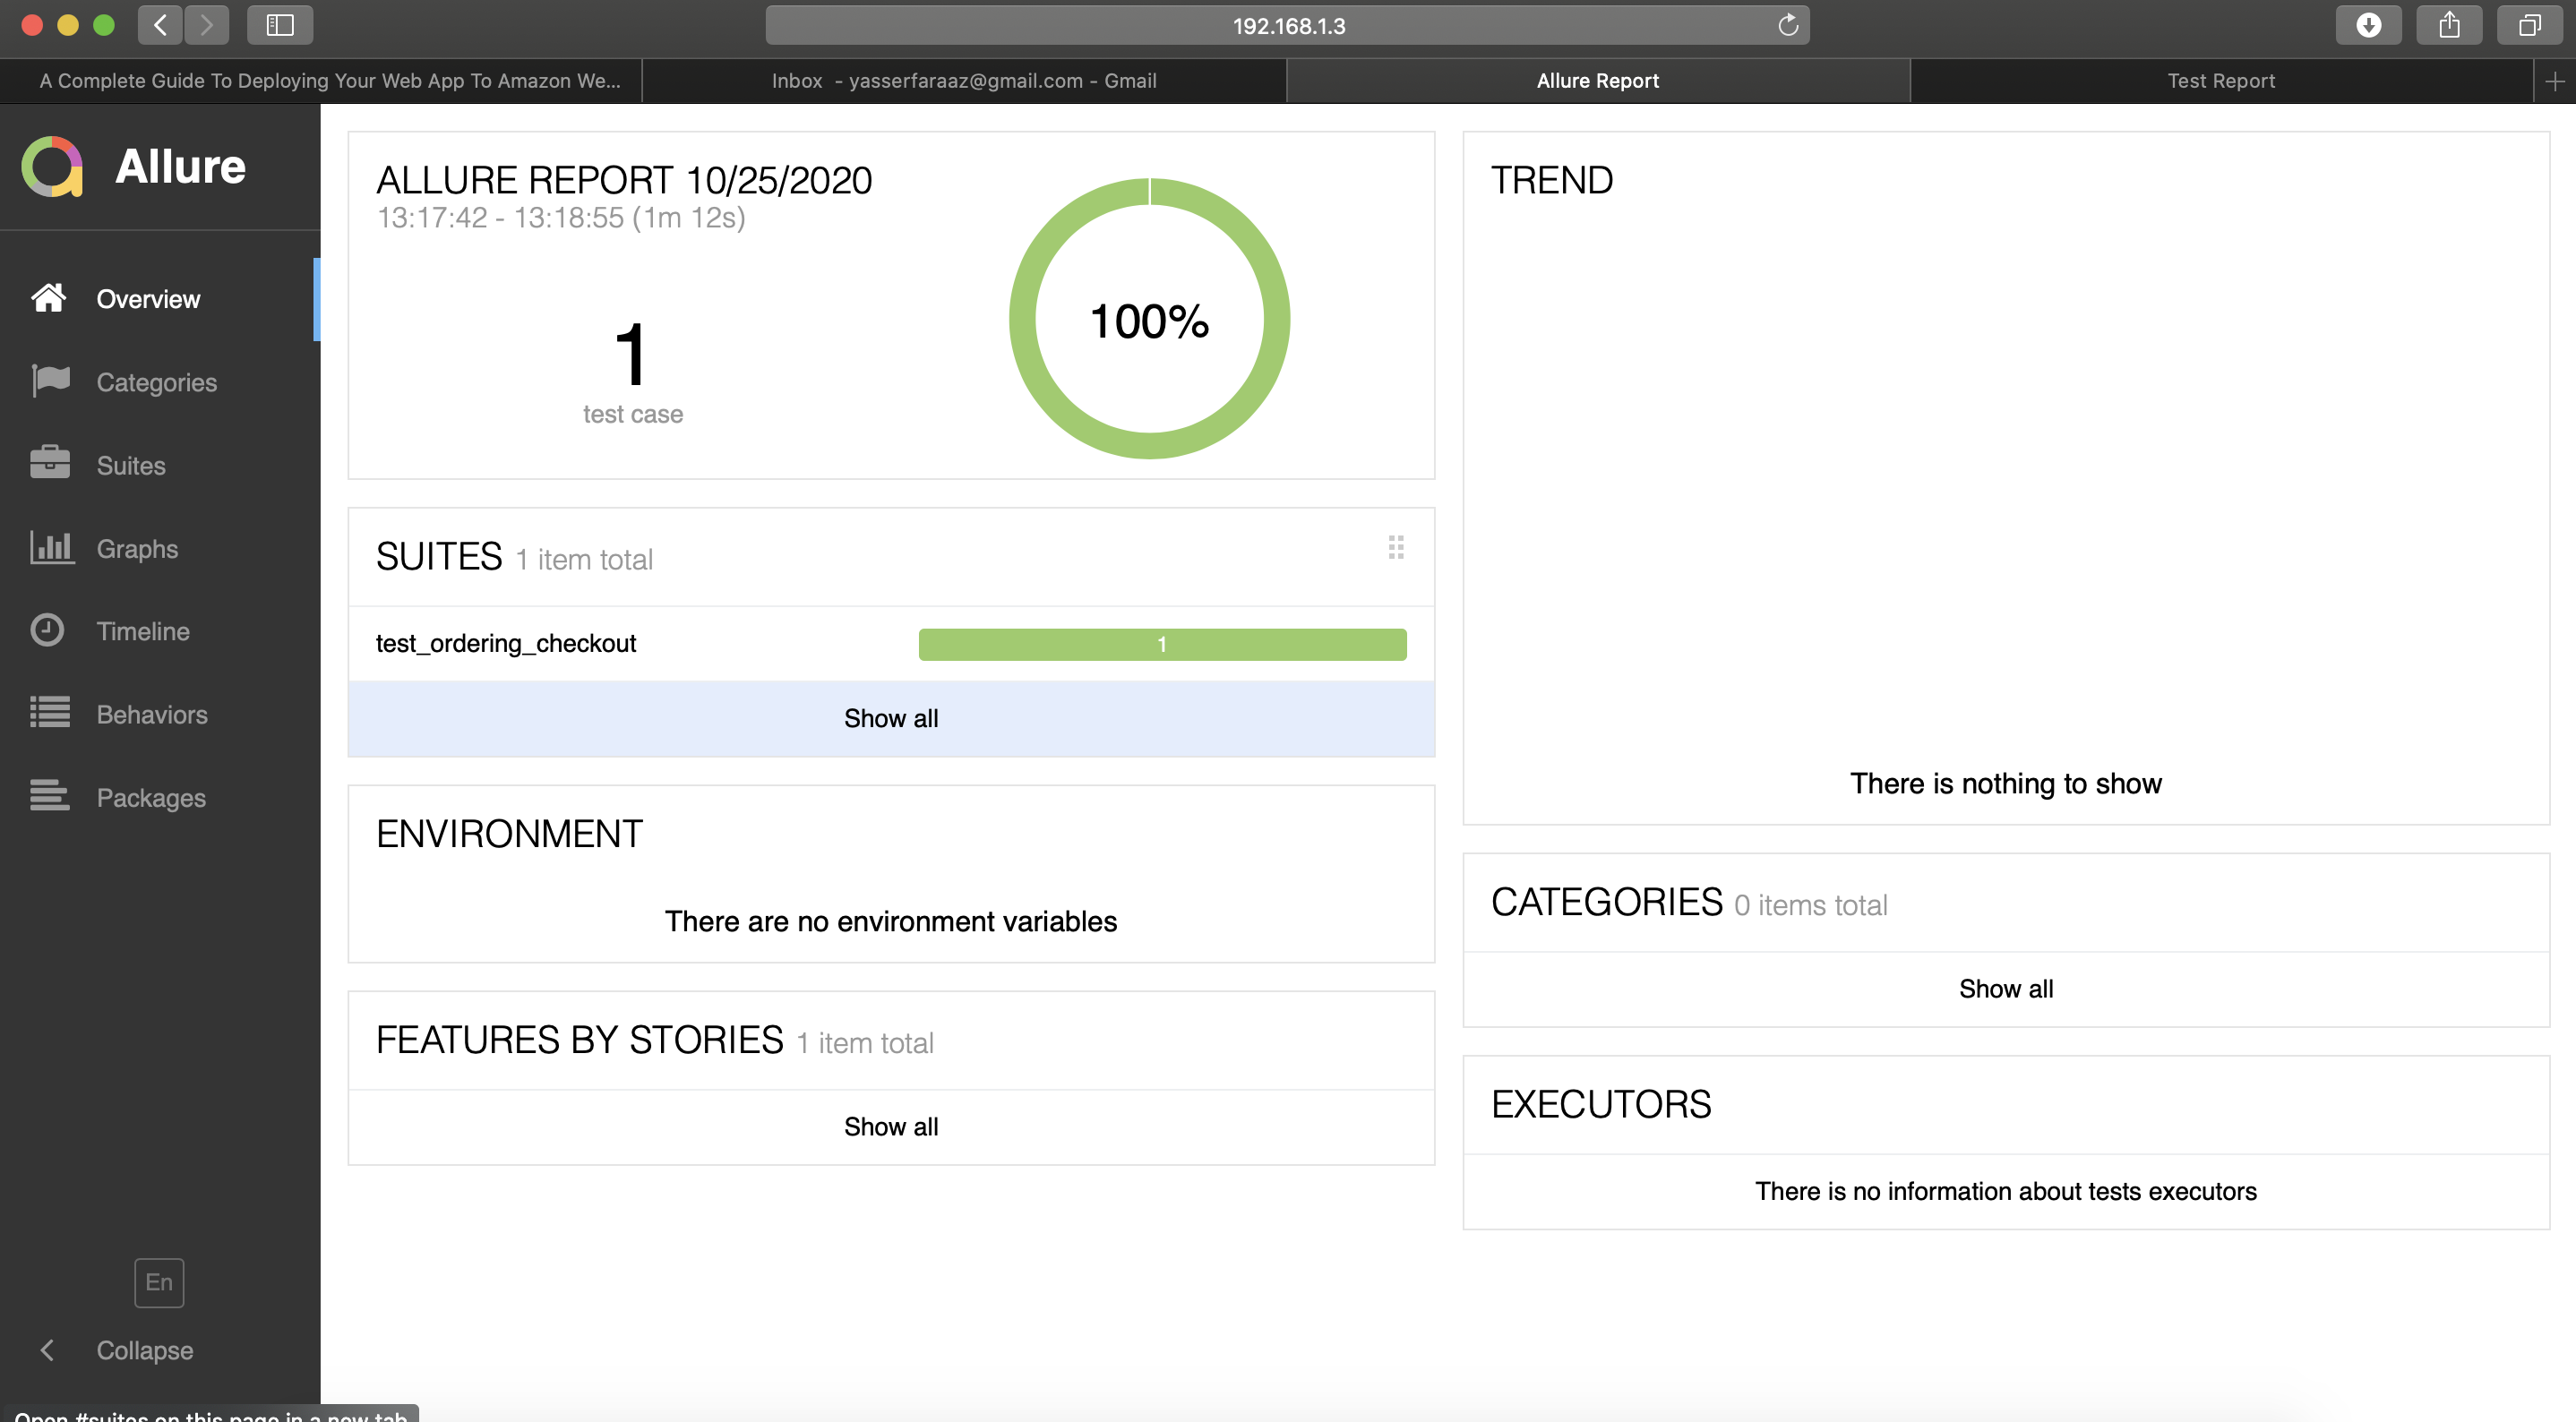 192.168.1.3
A Complete Guide To Deploying Your Web App To Amazon We...
Inbox - yasserfaraaz@gmail.com - Gmail
Allure Report
Test Report
Allure
Overview
Categories
Suites
Graphs
Timeline
Behaviors
Packages
En
Collapse
ALLURE REPORT 10/25/2020
13:17:42 - 13:18:55 (1m 12s)
1
test case
100%
SUITES 1 item total
test_ordering_checkout
1
Show all
ENVIRONMENT
There are no environment variables
FEATURES BY STORIES 1 item total
Show all
TREND
There is nothing to show
CATEGORIES 0 items total
Show all
EXECUTORS
There is no information about tests executors
Open #suites on this page in a new tab